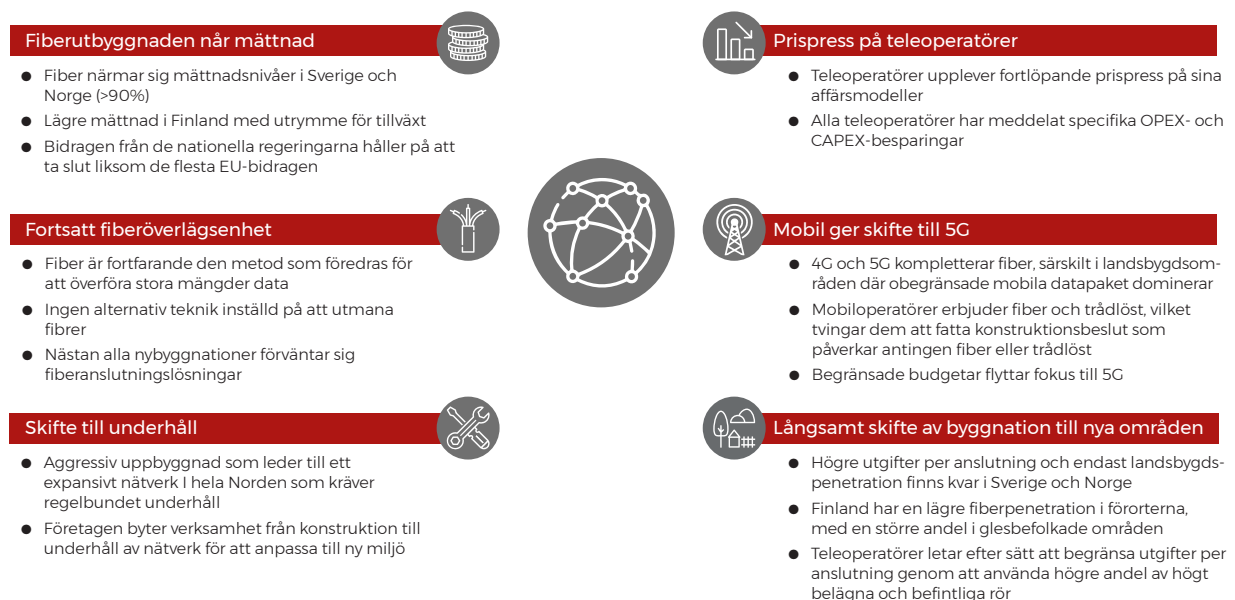 Fiberutbyggnaden når mättnad
● Fiber närmar sig mättnadsnivåer i Sverige och
Norge (>90%)
● Lägre mättnad i Finland med utrymme för tillväxt
● Bidragen från de nationella regeringarna håller på att
ta slut liksom de flesta EU-bidragen
Fortsatt fiberöverlägsenhet
● Fiber är fortfarande den metod som föredras för
att överföra stora mängder data
● Ingen alternativ teknik inställd på att utmana
fibrer
● Nästan alla nybyggnationer förväntar sig
fiberanslutningslösningar
Skifte till underhåll
● Aggressiv uppbyggnad som leder till ett
expansivt nätverk I hela Norden som kräver
regelbundet underhåll
● Företagen byter verksamhet från konstruktion till
underhåll av nätverk för att anpassa till ny miljö
Prispress på teleoperatörer
● Teleoperatörer upplever fortlöpande prispress på sina
affärsmodeller
● Alla teleoperatörer har meddelat specifika OPEX- och
CAPEX-besparingar
Mobil ger skifte till 5G
● 4G och 5G kompletterar fiber, särskilt i landsbygdsom-
råden där obegränsade mobila datapaket dominerar
● Mobiloperatörer erbjuder fiber och trådlöst, vilket
tvingar dem att fatta konstruktionsbeslut som
påverkar antingen fiber eller trådlöst
● Begränsade budgetar flyttar fokus till 5G
Långsamt skifte av byggnation till nya områden
● Högre utgifter per anslutning och endast landsbygds-
penetration finns kvar i Sverige och Norge
● Finland har en lägre fiberpenetration i förorterna,
med en större andel i glesbefolkade områden
● Teleoperatörer letar efter sätt att begränsa utgifter per
anslutning genom att använda högre andel av högt
belägna och befintliga rör